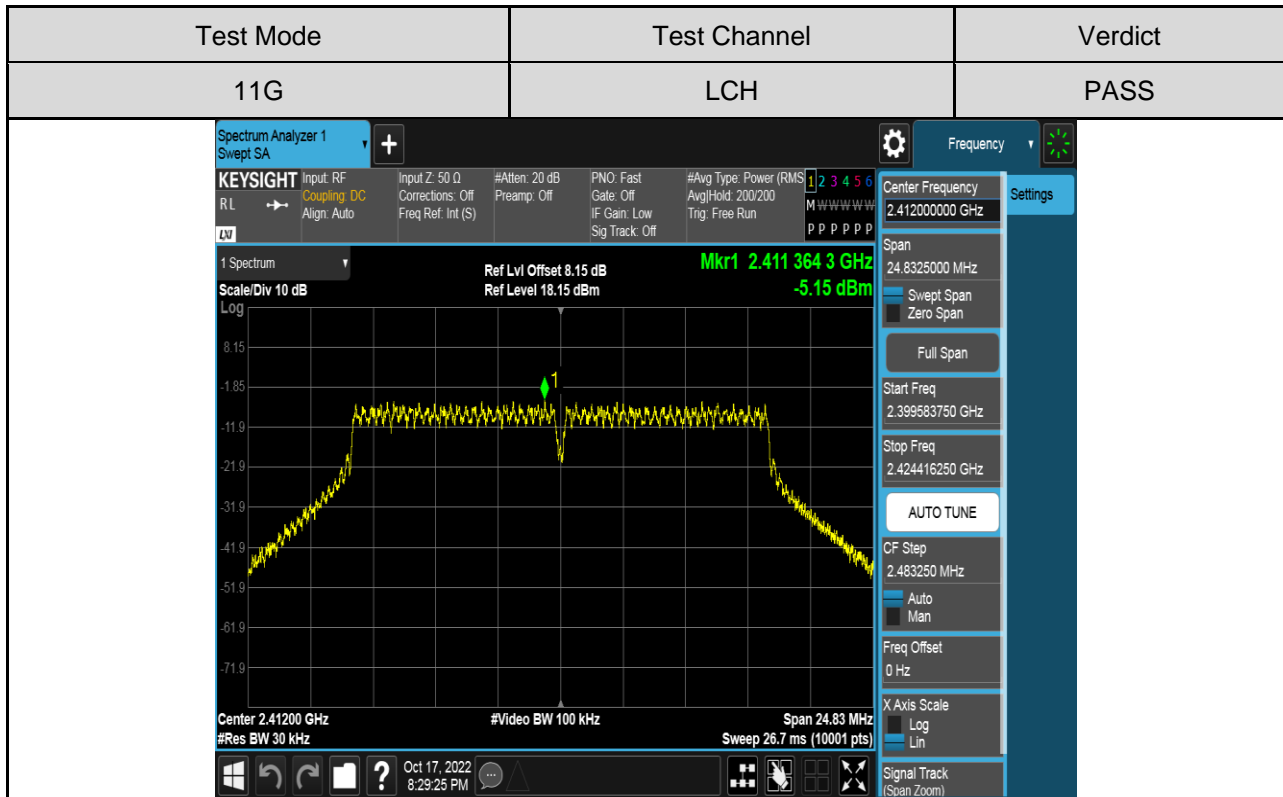 Test Mode Test Channel Verdict
11G LCH PASS
Spectrum Analyzer 1
Swept SA
+
Frequency
KEYSIGHT
RL
LXI
Input: RF
Coupling: DC
Align: Auto
Input Z: 50 Ω
Corrections: Off
Freq Ref: Int (S)
#Atten: 20 dB
Preamp: Off
PNO: Fast
Gate: Off
IF Gain: Low
Sig Track: Off
#Avg Type: Power (RMS
Avg|Hold: 200/200
Trig: Free Run
1 2 3 4 5 6
M W W W W W
P P P P P P
1 Spectrum
Scale/Div 10 dB
Log
Ref Lvl Offset 8.15 dB
Ref Level 18.15 dBm
Mkr1 2.411 364 3 GHz
-5.15 dBm
8.15
-1.85
-11.9
-21.9
-31.9
-41.9
-51.9
-61.9
-71.9
1
Center 2.41200 GHz
#Res BW 30 kHz
#Video BW 100 kHz
Span 24.83 MHz
Sweep 26.7 ms (10001 pts)
Center Frequency
2.412000000 GHz
Settings
Span
24.8325000 MHz
Swept Span
Zero Span
Full Span
Start Freq
2.399583750 GHz
Stop Freq
2.424416250 GHz
AUTO TUNE
CF Step
2.483250 MHz
Auto
Man
Freq Offset
0 Hz
X Axis Scale
Log
Lin
Signal Track
(Span Zoom)
?
Oct 17, 2022
8:29:25 PM